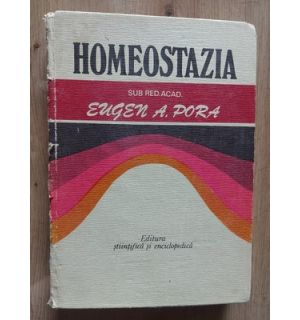 HOMEOSTAZIA
SUB RED. ACAD.
EUGEN A. PORA
Editura
științifică și enciclopedică